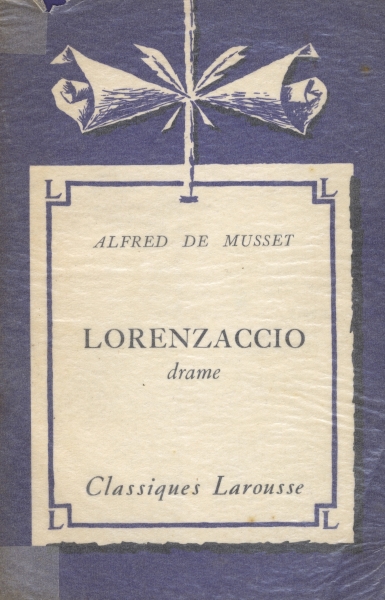 L L
ALFRED DE MUSSET
LORENZACCIO
drame
Classiques Larousse
L L